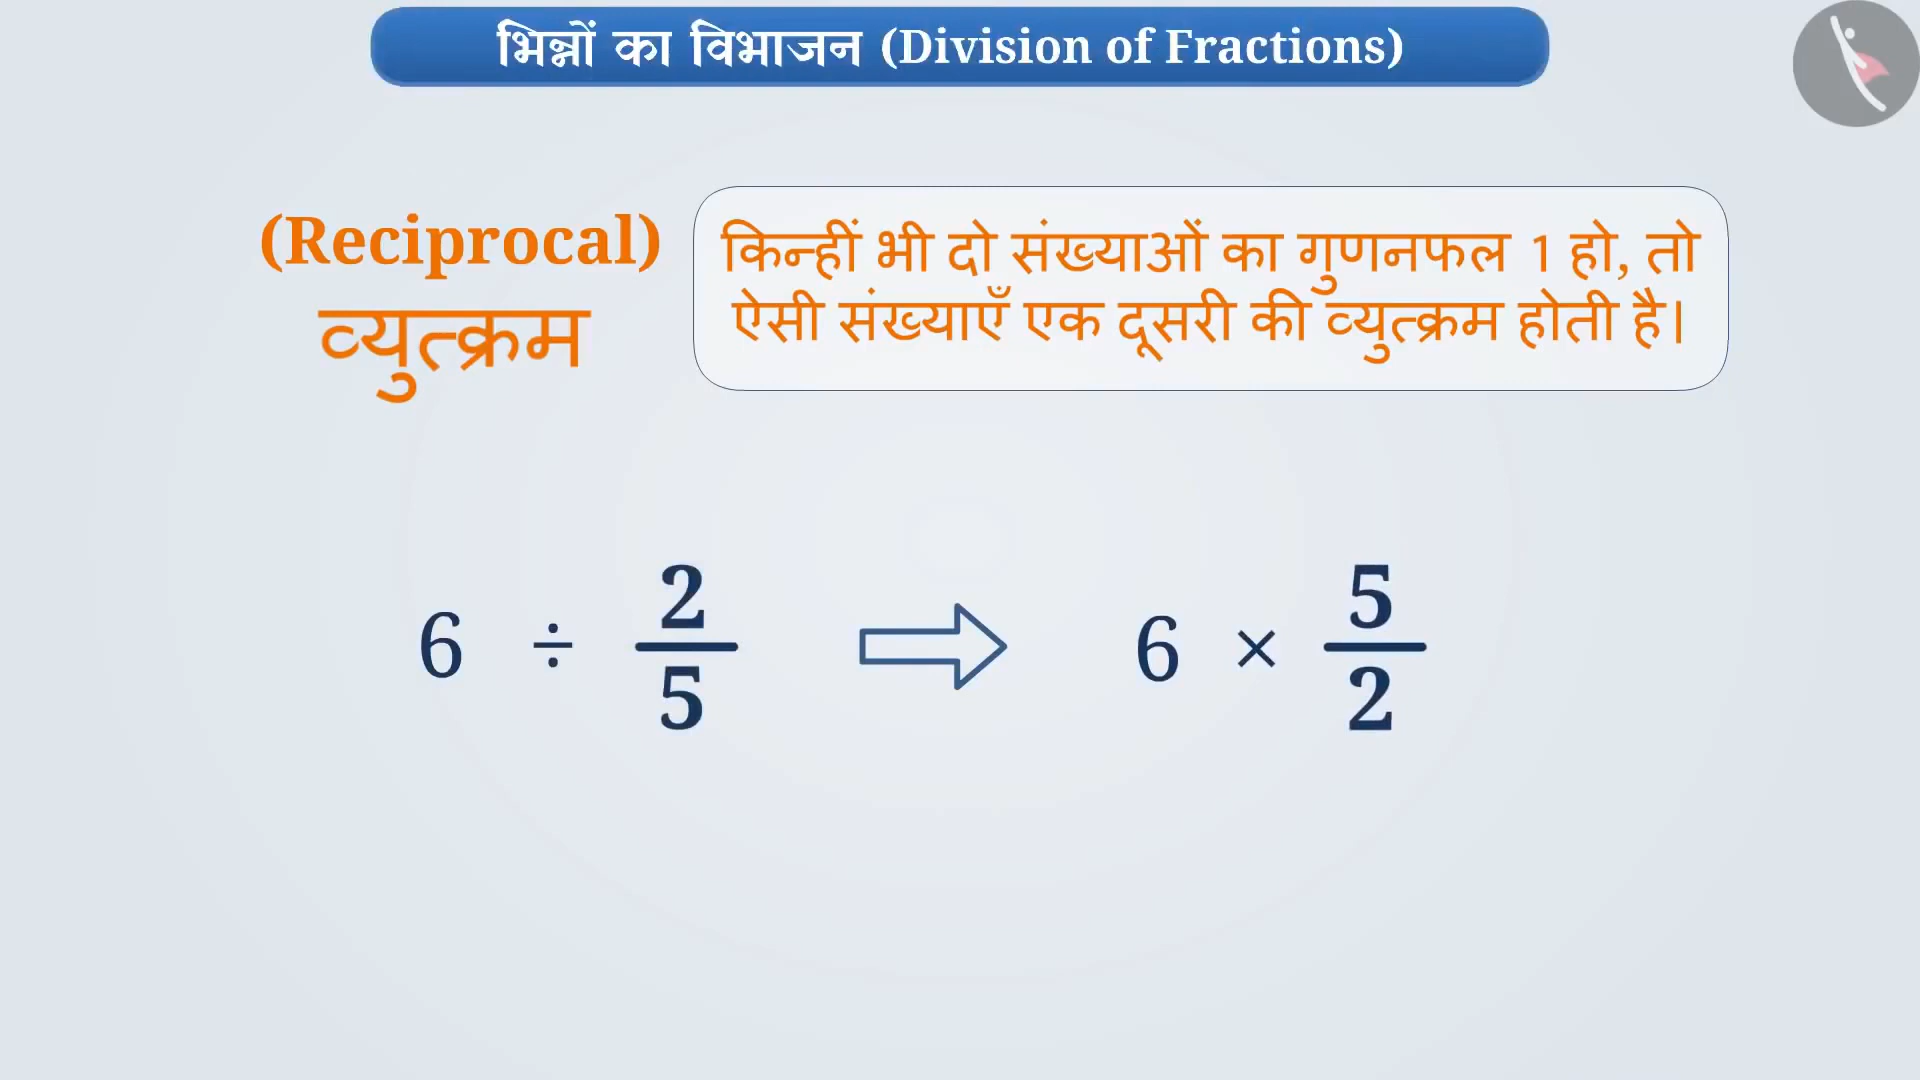 भिन्नों का विभाजन (Division of Fractions)
(Reciprocal)
व्युत्क्रम
किन्हीं भी दो संख्याओं का गुणनफल 1 हो, तो
ऐसी संख्याएँ एक दूसरी की व्युत्क्रम होती है।
6 ÷ 2/5 ⇨ 6 × 5/2